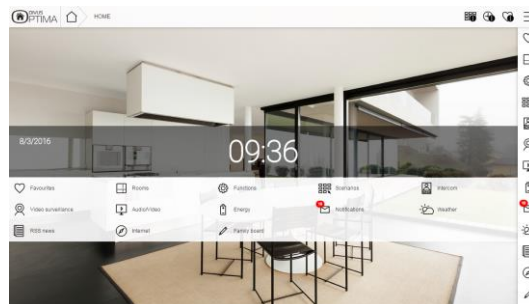 DIVUS
OPTIMA
HOME
8/3/2016
09:36
Favourites
Rooms
Functions
Scenarios
Intercom
Video surveillance
Audio/Video
Energy
Notifications
Weather
RSS news
Internet
Family board